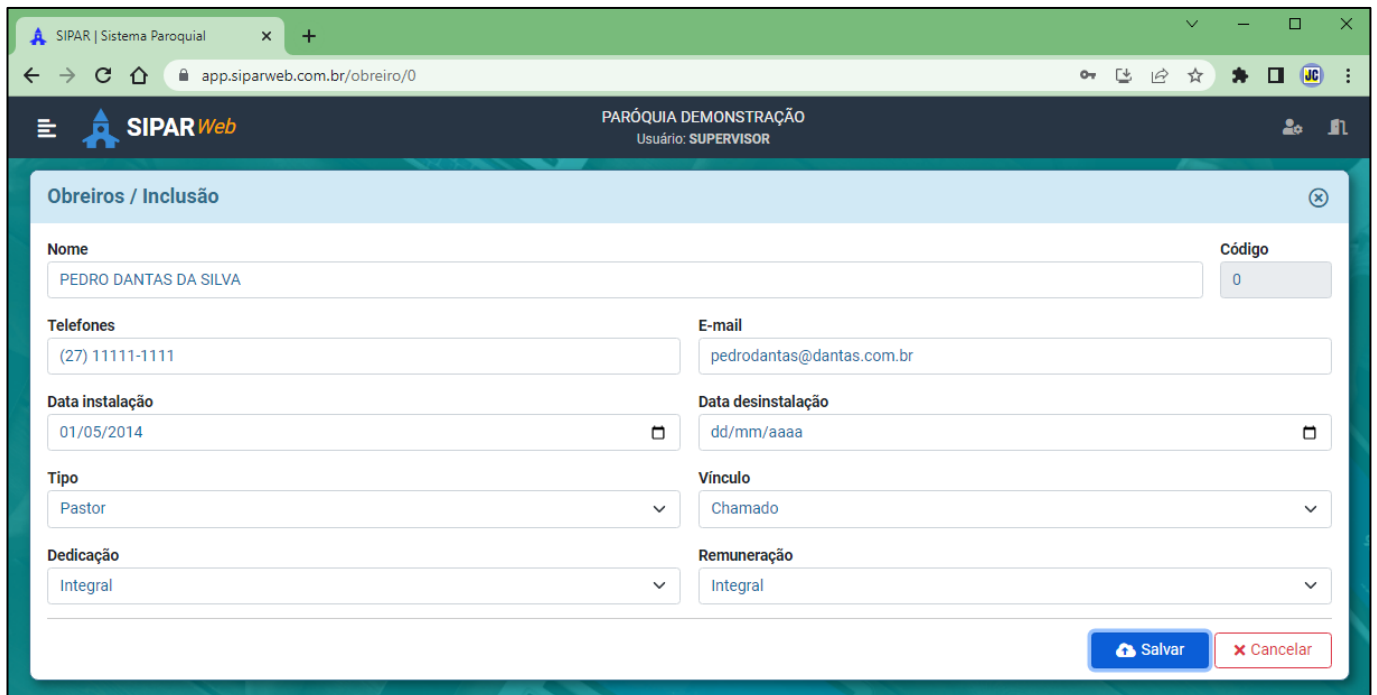 SIPAR | Sistema Paroquial
app.siparweb.com.br/obreiro/0
JC
SIPAR Web
PARÓQUIA DEMONSTRAÇÃO
Usuário: SUPERVISOR
Obreiros / Inclusão
Nome Código
PEDRO DANTAS DA SILVA 0
Telefones E-mail
(27) 11111-1111 pedrodantas@dantas.com.br
Data instalação Data desinstalação
01/05/2014 dd/mm/aaaa
Tipo Vínculo
Pastor Chamado
Dedicação Remuneração
Integral Integral
Salvar Cancelar